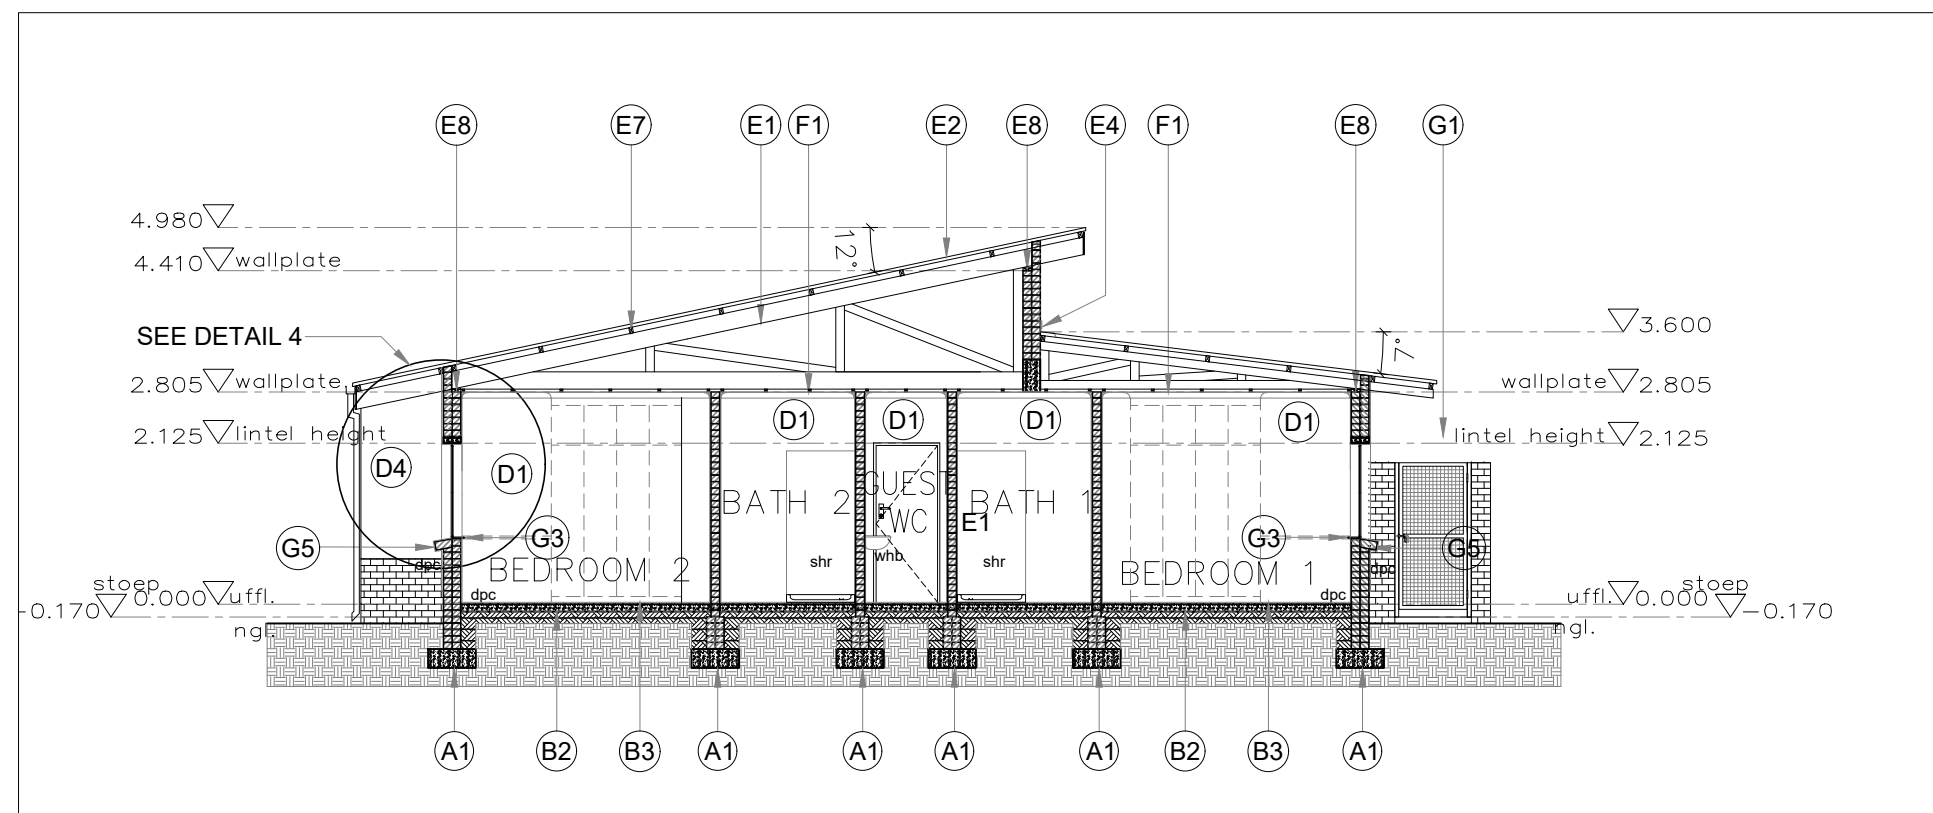 E8 E7 E1 F1 E2 E8 E4 F1 E8 G1
4.980
12°
4.410 wallplate
SEE DETAIL 4
3.600
7°
2.805 wallplate
wallplate 2.805
2.125 lintel height
lintel height 2.125
D1 D1 D1 D1
D4 D1
BATH 2
GUEST
WC
BATH 1
E1
G5 G3
G3 G5
whb
shr shr
dpc dpc
BEDROOM 2
BEDROOM 1
dpc dpc
stoep
-0.170 0.000 uffl.
ngl.
uffl. 0.000
stoep
-0.170
ngl.
A1 B2 B3 A1 A1 A1 A1 B2 B3 A1